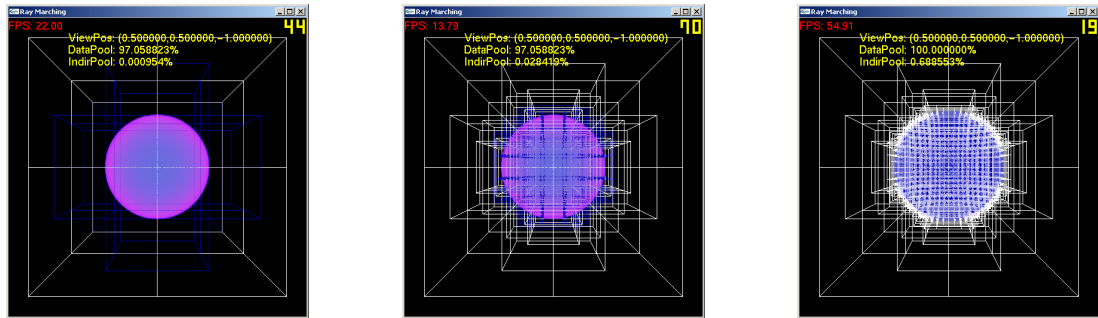 Ray Marching
FPS: 22.00
44
ViewPos: (0.500000,0.500000,-1.000000)
DataPool: 97.058823%
IndirPool: 0.000954%
Ray Marching
FPS: 13.79
70
ViewPos: (0.500000,0.500000,-1.000000)
DataPool: 97.058823%
IndirPool: 0.028419%
Ray Marching
FPS: 54.91
19
ViewPos: (0.500000,0.500000,-1.000000)
DataPool: 100.000000%
IndirPool: 0.688553%